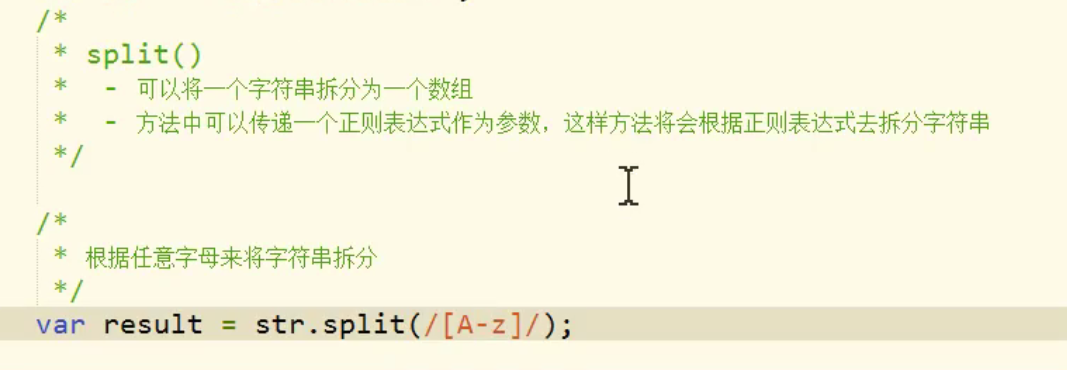 /*
* split()
* - 可以将一个字符串拆分为一个数组
* - 方法中可以传递一个正则表达式作为参数，这样方法将会根据正则表达式去拆分字符串
*/
/*
* 根据任意字母来将字符串拆分
*/
var result = str.split(/[A-z]/);